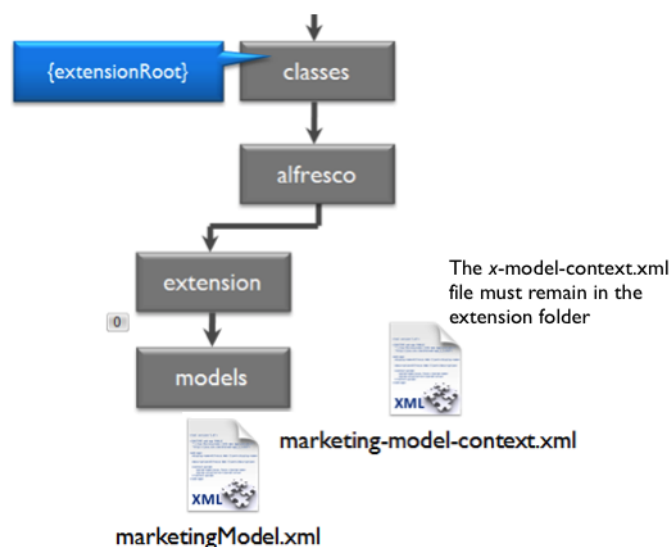 {extensionRoot}
classes
alfresco
extension
The x-model-context.xml
file must remain in the
extension folder
0
models
XML
marketing-model-context.xml
XML
marketingModel.xml